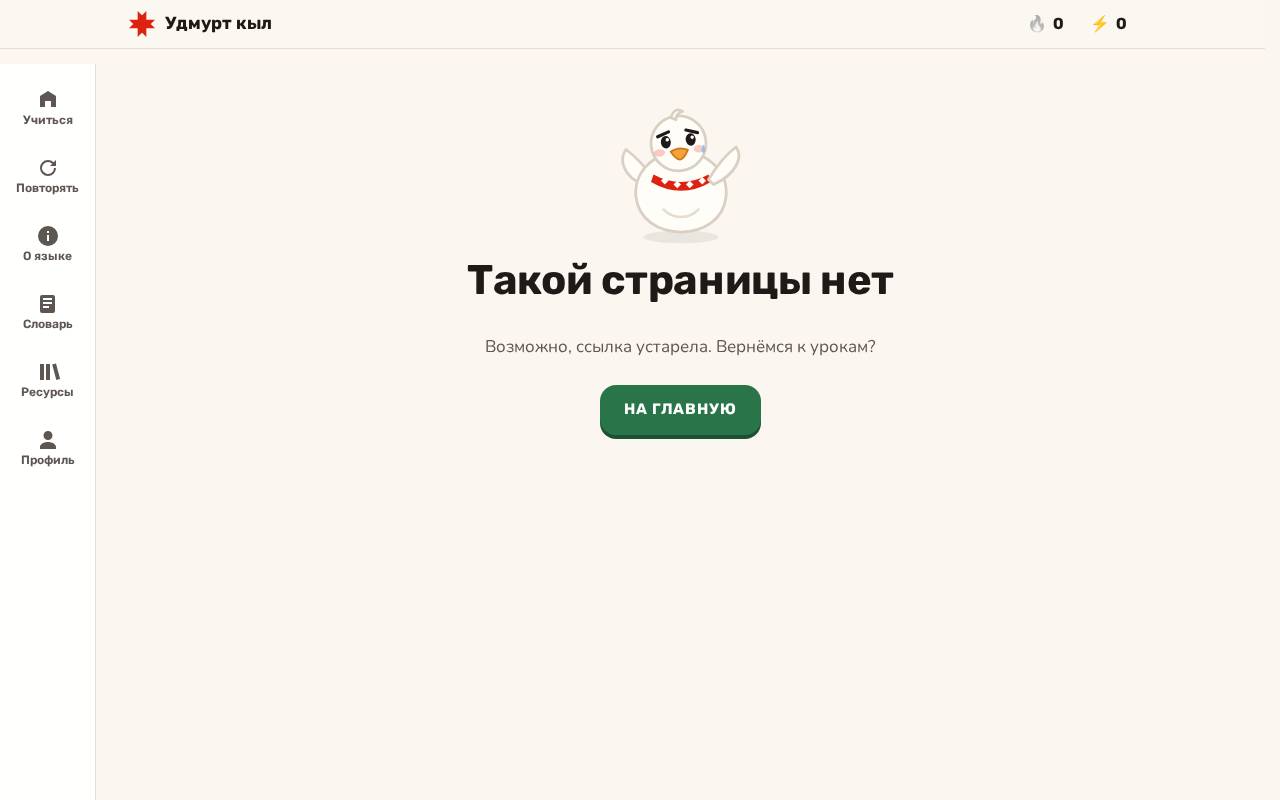 Удмурт кыл
0
0
Учиться
Повторять
О языке
Словарь
Ресурсы
Профиль
Такой страницы нет
Возможно, ссылка устарела. Вернёмся к урокам?
НА ГЛАВНУЮ